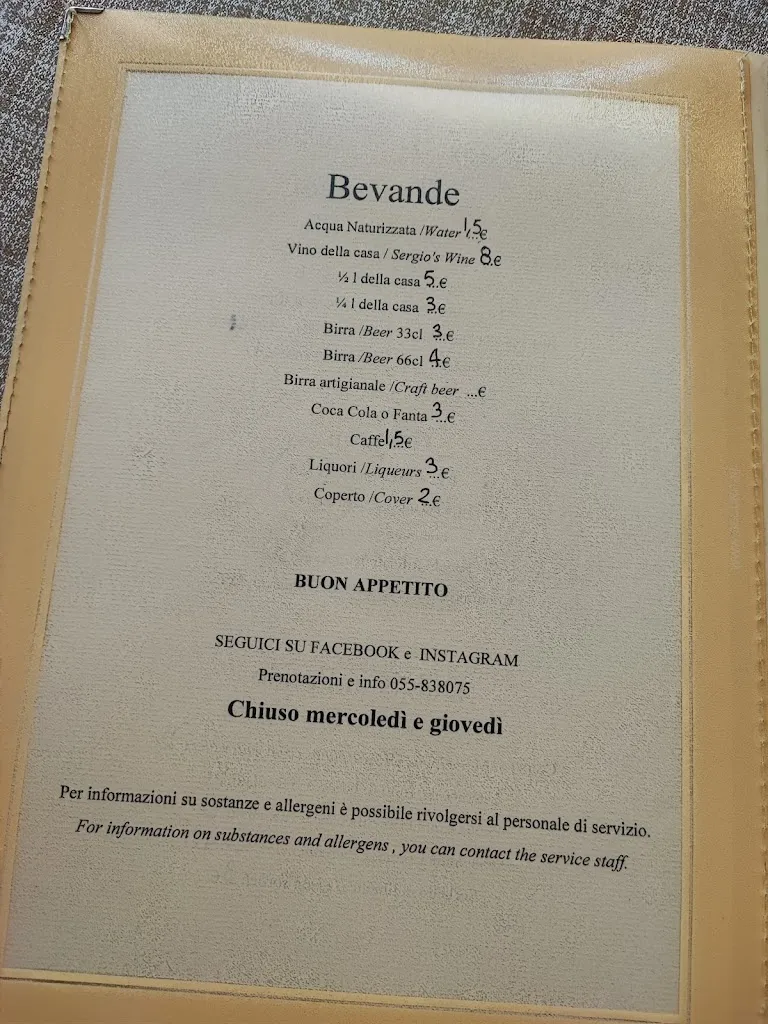 Bevande
Acqua Naturizzata /Water 1,5€
Vino della casa / Sergio's Wine 8.€
½ l della casa 5..€
¼ l della casa 3..€
Birra /Beer 33cl 3..€
Birra /Beer 66cl 4..€
Birra artigianale /Craft beer ...€
Coca Cola o Fanta 3..€
Caffe 1,5€
Liquori /Liqueurs 3..€
Coperto /Cover 2..€
BUON APPETITO
SEGUICI SU FACEBOOK e INSTAGRAM
Prenotazioni e info 055-838075
Chiuso mercoledì e giovedì
Per informazioni su sostanze e allergeni è possibile rivolgersi al personale di servizio.
For information on substances and allergens , you can contact the service staff.